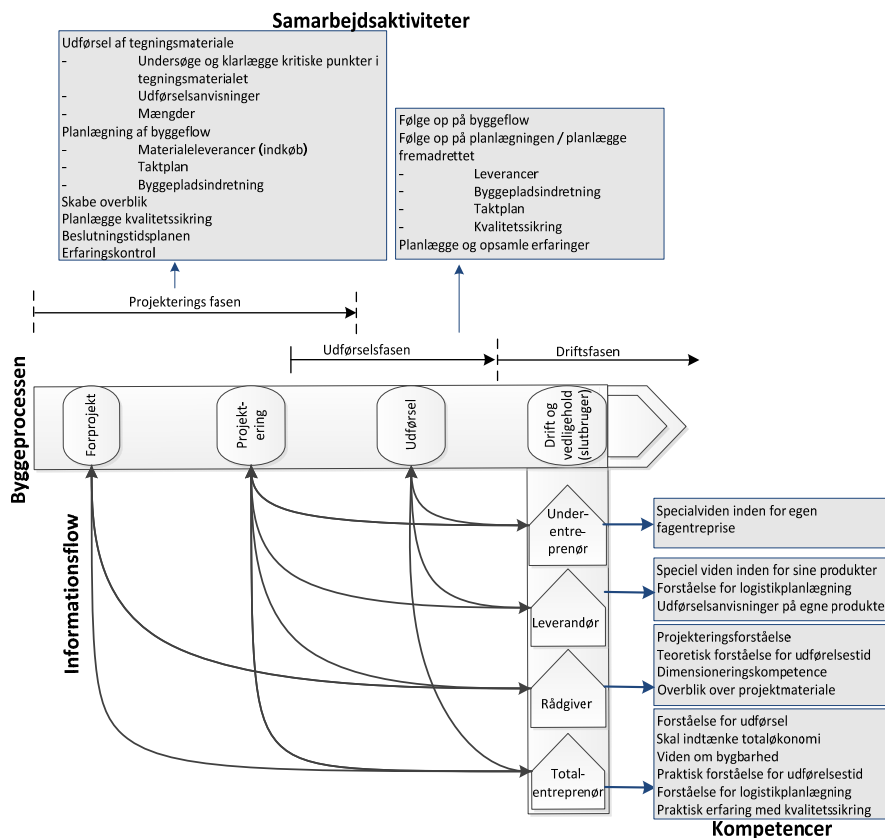 Samarbejdsaktiviteter
Udførsel af tegningsmateriale
- Undersøge og klarlægge kritiske punkter i
tegningsmaterialet
- Udførselsanvisninger
- Mængder
Planlægning af byggeflow
- Materialeleverancer (indkøb)
- Taktplan
- Byggepladsindretning
Skabe overblik
Planlægge kvalitetssikring
Beslutningstidsplanen
Erfaringskontrol
Følge op på byggeflow
Følge op på planlægningen / planlægge
fremadrettet
- Leverancer
- Byggepladsindretning
- Taktplan
- Kvalitetssikring
Planlægge og opsamle erfaringer
Projekterings fasen
Udførselsfasen
Driftsfasen
Byggeprocessen
Forprojekt
Projekt-
ering
Udførsel
Drift og
vedligehold
(slutbruger)
Informationsflow
Under-
entre-
prenør
Specialviden inden for egen
fagentreprise
Leverandør
Speciel viden inden for sine produkter
Forståelse for logistikplanlægning
Udførselsanvisninger på egne produkte
Rådgiver
Projekteringsforståelse
Teoretisk forståelse for udførelsestid
Dimensioneringskompetence
Overblik over projektmateriale
Total-
entreprenør
Forståelse for udførsel
Skal indtænke totaløkonomi
Viden om bygbarhed
Praktisk forståelse for udførelsestid
Forståelse for logistikplanlægning
Praktisk erfaring med kvalitetssikring
Kompetencer